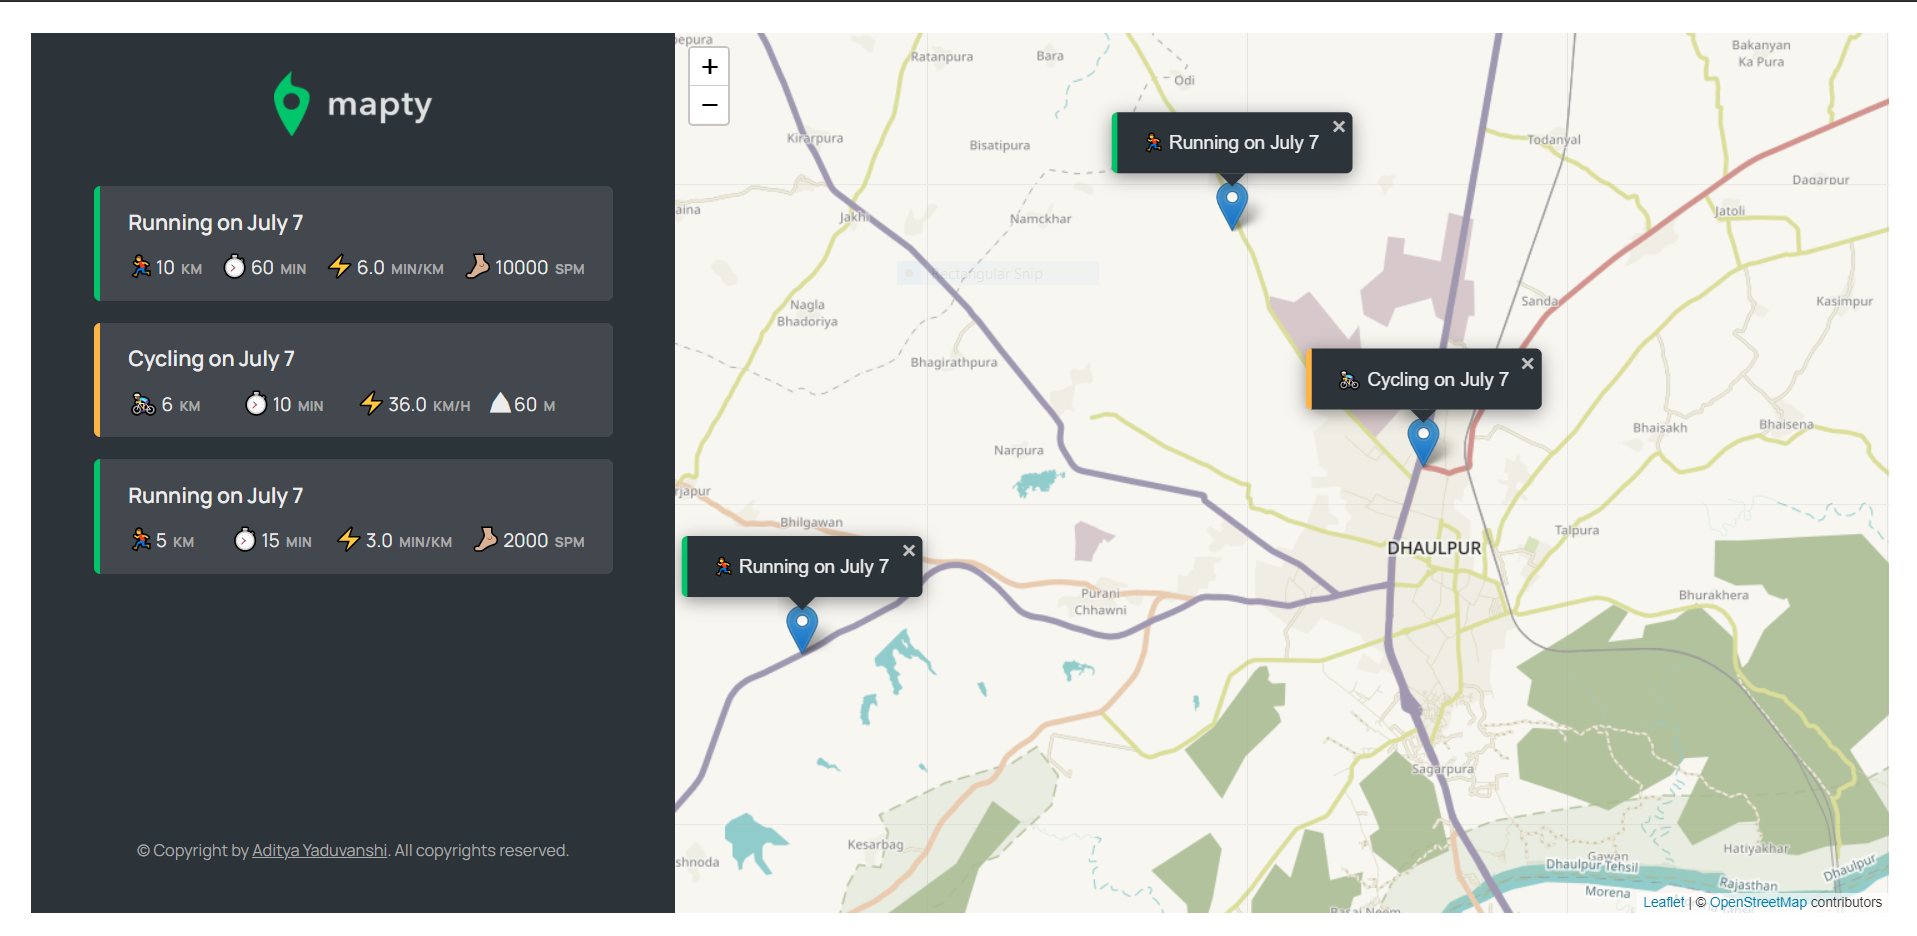 mapty
Running on July 7
10 KM 60 MIN 6.0 MIN/KM 10000 SPM
Cycling on July 7
6 KM 10 MIN 36.0 KM/H 60 M
Running on July 7
5 KM 15 MIN 3.0 MIN/KM 2000 SPM
© Copyright by Aditya Yaduvanshi. All copyrights reserved.
+
−
epura
Ratanpura
Bara
Odi
Bakanyan
Ka Pura
Kirarpura
Bisatipura
Running on July 7
×
Todanyal
Dagarpur
aina
Jakhi
Namckhar
Jatoli
Rectangular Snip
Nagla
Bhadoriya
Sanda
Kasimpur
Bhagirathpura
Cycling on July 7
×
Narpura
Bhaisakh
Bhaisena
rjapur
Bhilgawan
Talpura
DHAULPUR
Running on July 7
×
Purani
Chhawni
Bhurakhera
Sagarpura
Kesarbag
shnoda
Gawan
Dhaulpur Tehsil
Morena
Hatiyakhar
Rajasthan
Dhaulpur
Basai Neem
Leaflet | © OpenStreetMap contributors